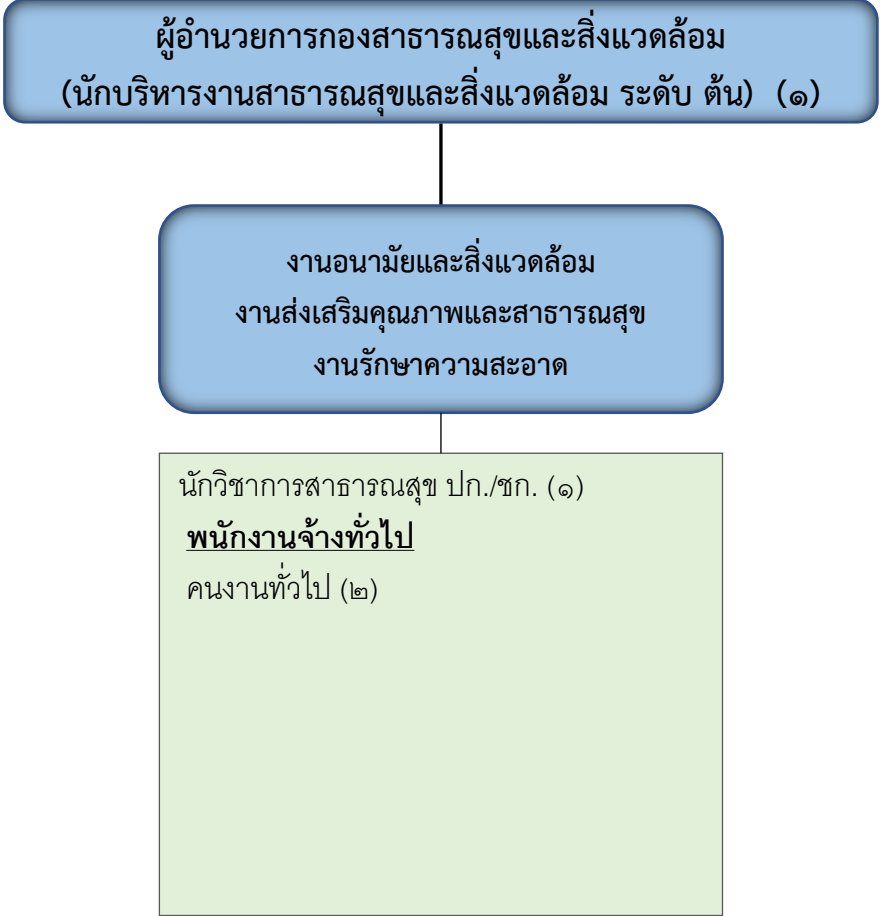 ผู้อำนวยการกองสาธารณสุขและสิ่งแวดล้อม
(นักบริหารงานสาธารณสุขและสิ่งแวดล้อม ระดับ ต้น) (๑)
งานอนามัยและสิ่งแวดล้อม
งานส่งเสริมคุณภาพและสาธารณสุข
งานรักษาความสะอาด
นักวิชาการสาธารณสุข ปก./ชก. (๑)
พนักงานจ้างทั่วไป
คนงานทั่วไป (๒)